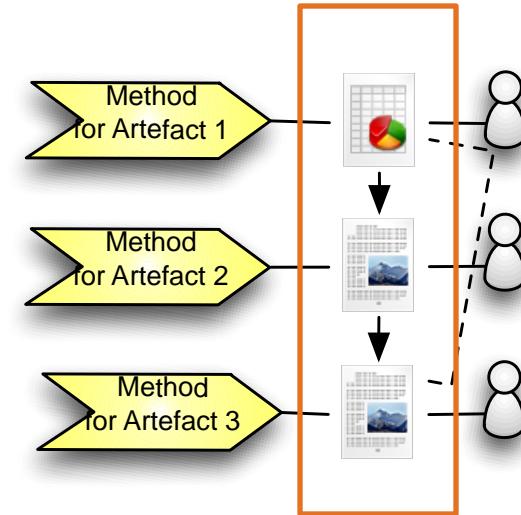 Method
for Artefact 1
Method
for Artefact 2
Method
for Artefact 3